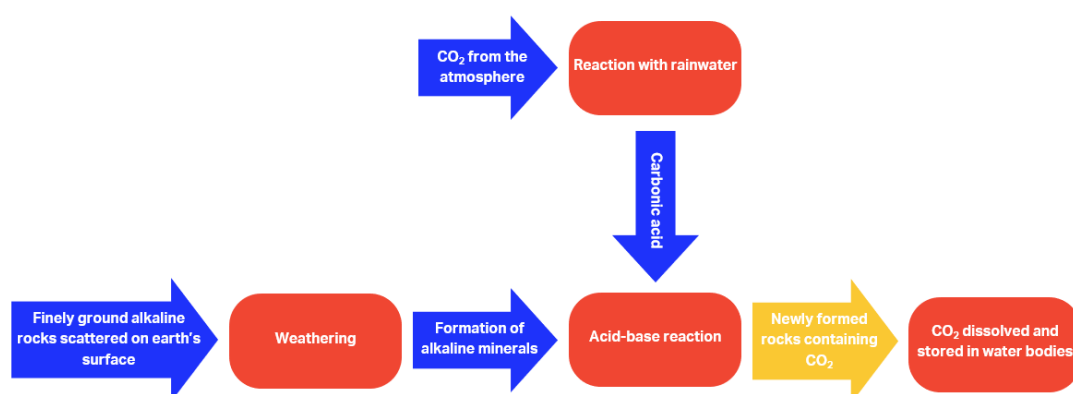 CO₂ from the
atmosphere
Reaction with rainwater
Carbonic acid
Finely ground alkaline
rocks scattered on earth's
surface
Weathering
Formation of
alkaline minerals
Acid-base reaction
Newly formed
rocks containing
CO₂
CO₂ dissolved and
stored in water bodies